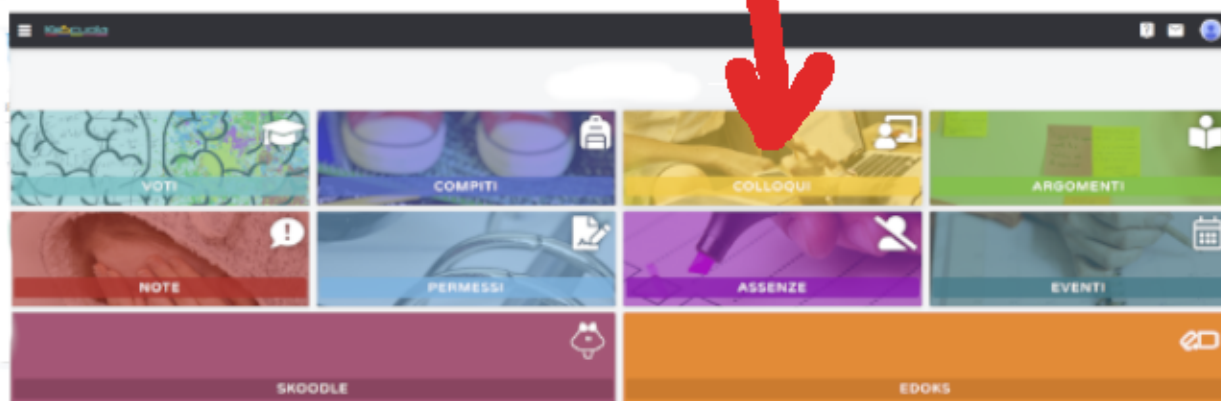 VOTI
COMPITI
COLLOQUI
ARGOMENTI
NOTE
PERMESSI
ASSENZE
EVENTI
SKOODLE
EDOKS